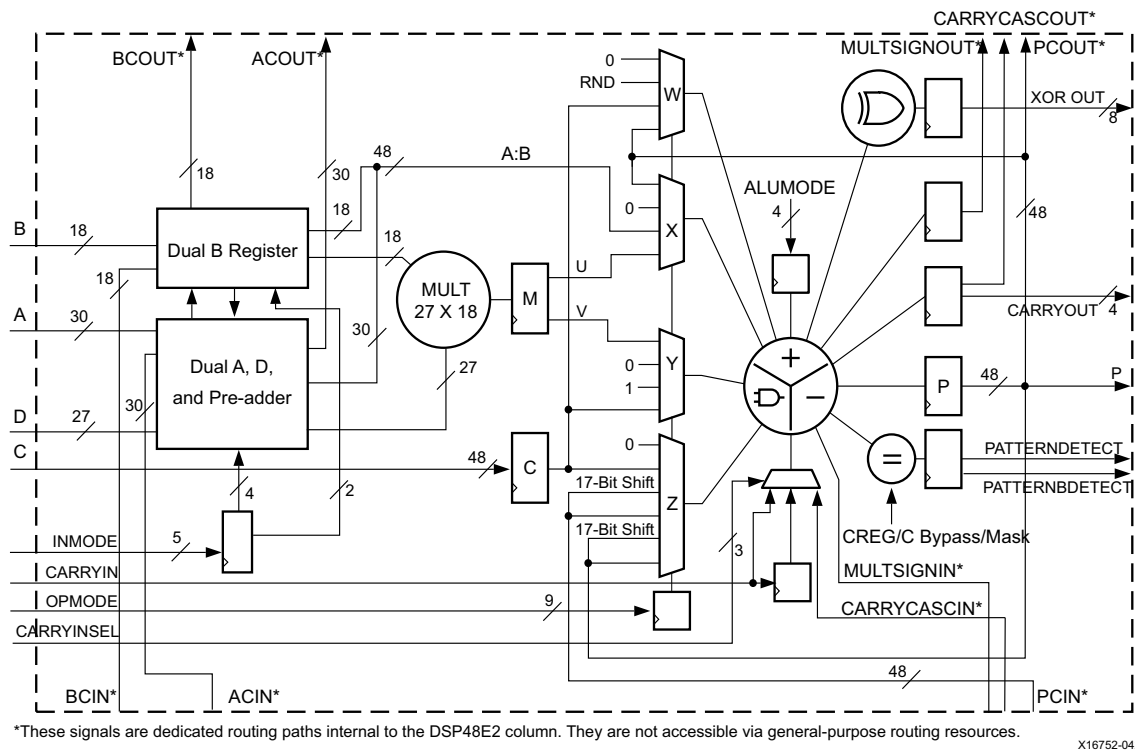 CARRYCASCOUT*
BCOUT*
ACOUT*
MULTSIGNOUT*
PCOUT*
0
RND
W
XOR OUT
8
18
30
48
A:B
ALUMODE
4
48
B
18
18
18
0
X
Dual B Register
18
U
MULT
27 X 18
M
A
30
V
CARRYOUT
4
30
Dual A, D,
and Pre-adder
27
Y
0
1
+
–
P
48
P
30
D
27
C
48
C
0
17-Bit Shift
Z
17-Bit Shift
=
PATTERNDETECT
PATTERNBDETECT
4
2
INMODE
5
3
CREG/C Bypass/Mask
CARRYIN
MULTSIGNIN*
OPMODE
9
CARRYCASCIN*
CARRYINSEL
48
BCIN*
ACIN*
PCIN*
*These signals are dedicated routing paths internal to the DSP48E2 column. They are not accessible via general-purpose routing resources.
X16752-04